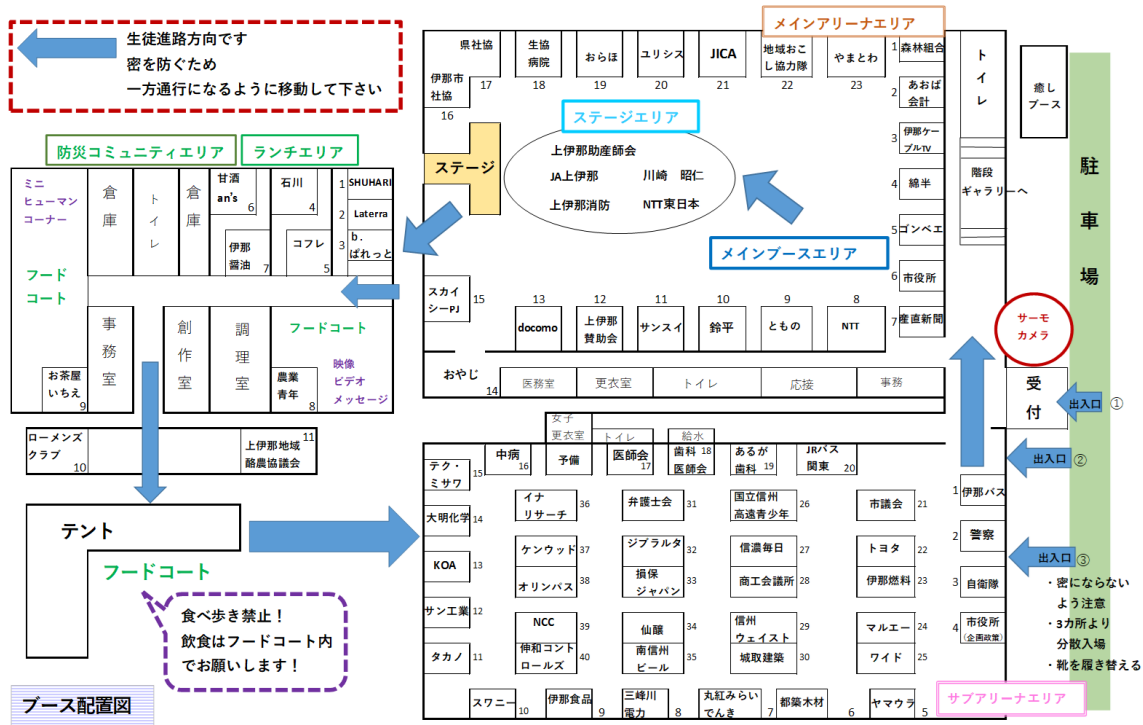 生徒進路方向です
密を防ぐため
一方通行になるように移動して下さい
防災コミュニティエリア
ランチエリア
ミニ
ヒューマン
コーナー
倉庫
トイレ
倉庫
甘酒
an's
6
石川
4
1
SHUHARI
2
Laterra
3
b.
ぱれっと
伊那
醤油
7
コフレ
5
フード
コート
事務室
創作室
調理室
フードコート
映像
ビデオ
メッセージ
お茶屋
いちえ
9
農業
青年
8
ローメンズ
クラブ
10
上伊那地域
酪農協議会
11
テント
フードコート
食べ歩き禁止!
飲食はフードコート内
でお願いします!
ブース配置図
メインアリーナエリア
県社協
17
伊那市
社協
16
生協
病院
18
おらほ
19
ユリシス
20
JICA
21
地域おこ
し協力隊
22
やまとわ
23
1
森林組合
2
あおば
会計
3
伊那ケー
ブルTV
4
綿半
5
ゴンベエ
6
市役所
7
産直新聞
ステージエリア
ステージ
上伊那助産師会
JA上伊那
川崎 昭仁
上伊那消防
NTT東日本
メインブースエリア
スカイ
シーPJ
15
13
docomo
12
上伊那
賛助会
11
サンスイ
10
鈴平
9
ともの
8
NTT
おやじ
14
医務室
更衣室
トイレ
応接
事務
トイレ
階段
ギャラリーへ
癒し
ブース
駐車場
サーモ
カメラ
受付
出入口
①
出入口
②
出入口
③
・密にならない
よう注意
・3カ所より
分散入場
・靴を履き替える
女子
更衣室
トイレ
給水
テク・
ミサワ
15
中病
16
予備
医師会
17
歯科
医師会
18
あるが
歯科
19
JRバス
関東
20
大明化学
14
KOA
13
サン工業
12
タカノ
11
イナ
リサーチ
36
ケンウッド
37
オリンパス
38
NCC
39
伸和コント
ロールズ
40
弁護士会
31
ジブラルタ
32
損保
ジャパン
33
仙醸
34
南信州
ビール
35
国立信州
高遠青少年
26
信濃毎日
27
商工会議所
28
信州
ウェイスト
29
城取建築
30
市議会
21
トヨタ
22
伊那燃料
23
マルエー
24
ワイド
25
1
伊那バス
2
警察
3
自衛隊
4
市役所
(企画政策)
スワニー
10
伊那食品
9
三峰川
電力
8
丸紅みらい
でんき
7
都築木材
6
ヤマウラ
5
サブアリーナエリア